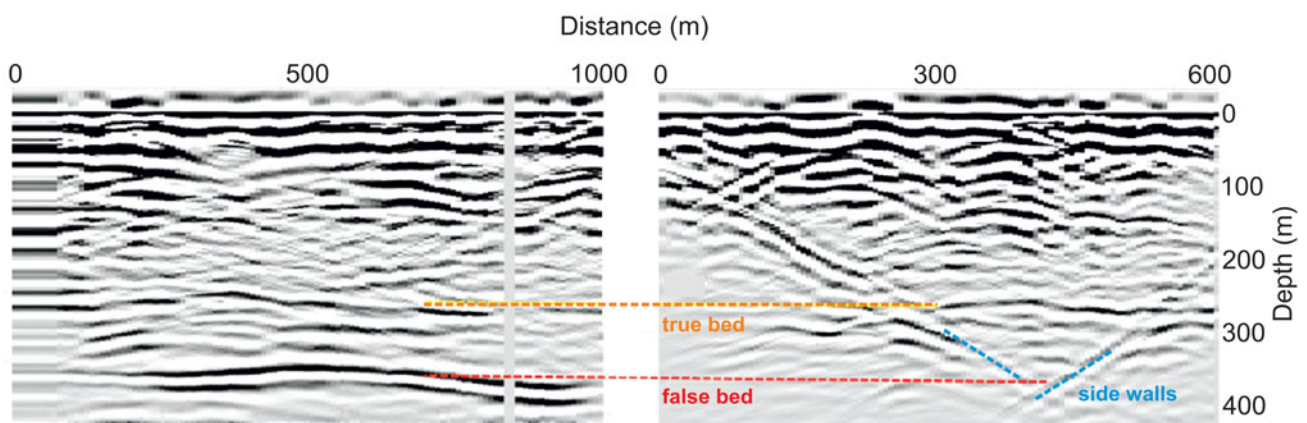 Distance (m)
0 500 1000 0 300 600
0
100
200
300
400
Depth (m)
true bed
false bed
side walls